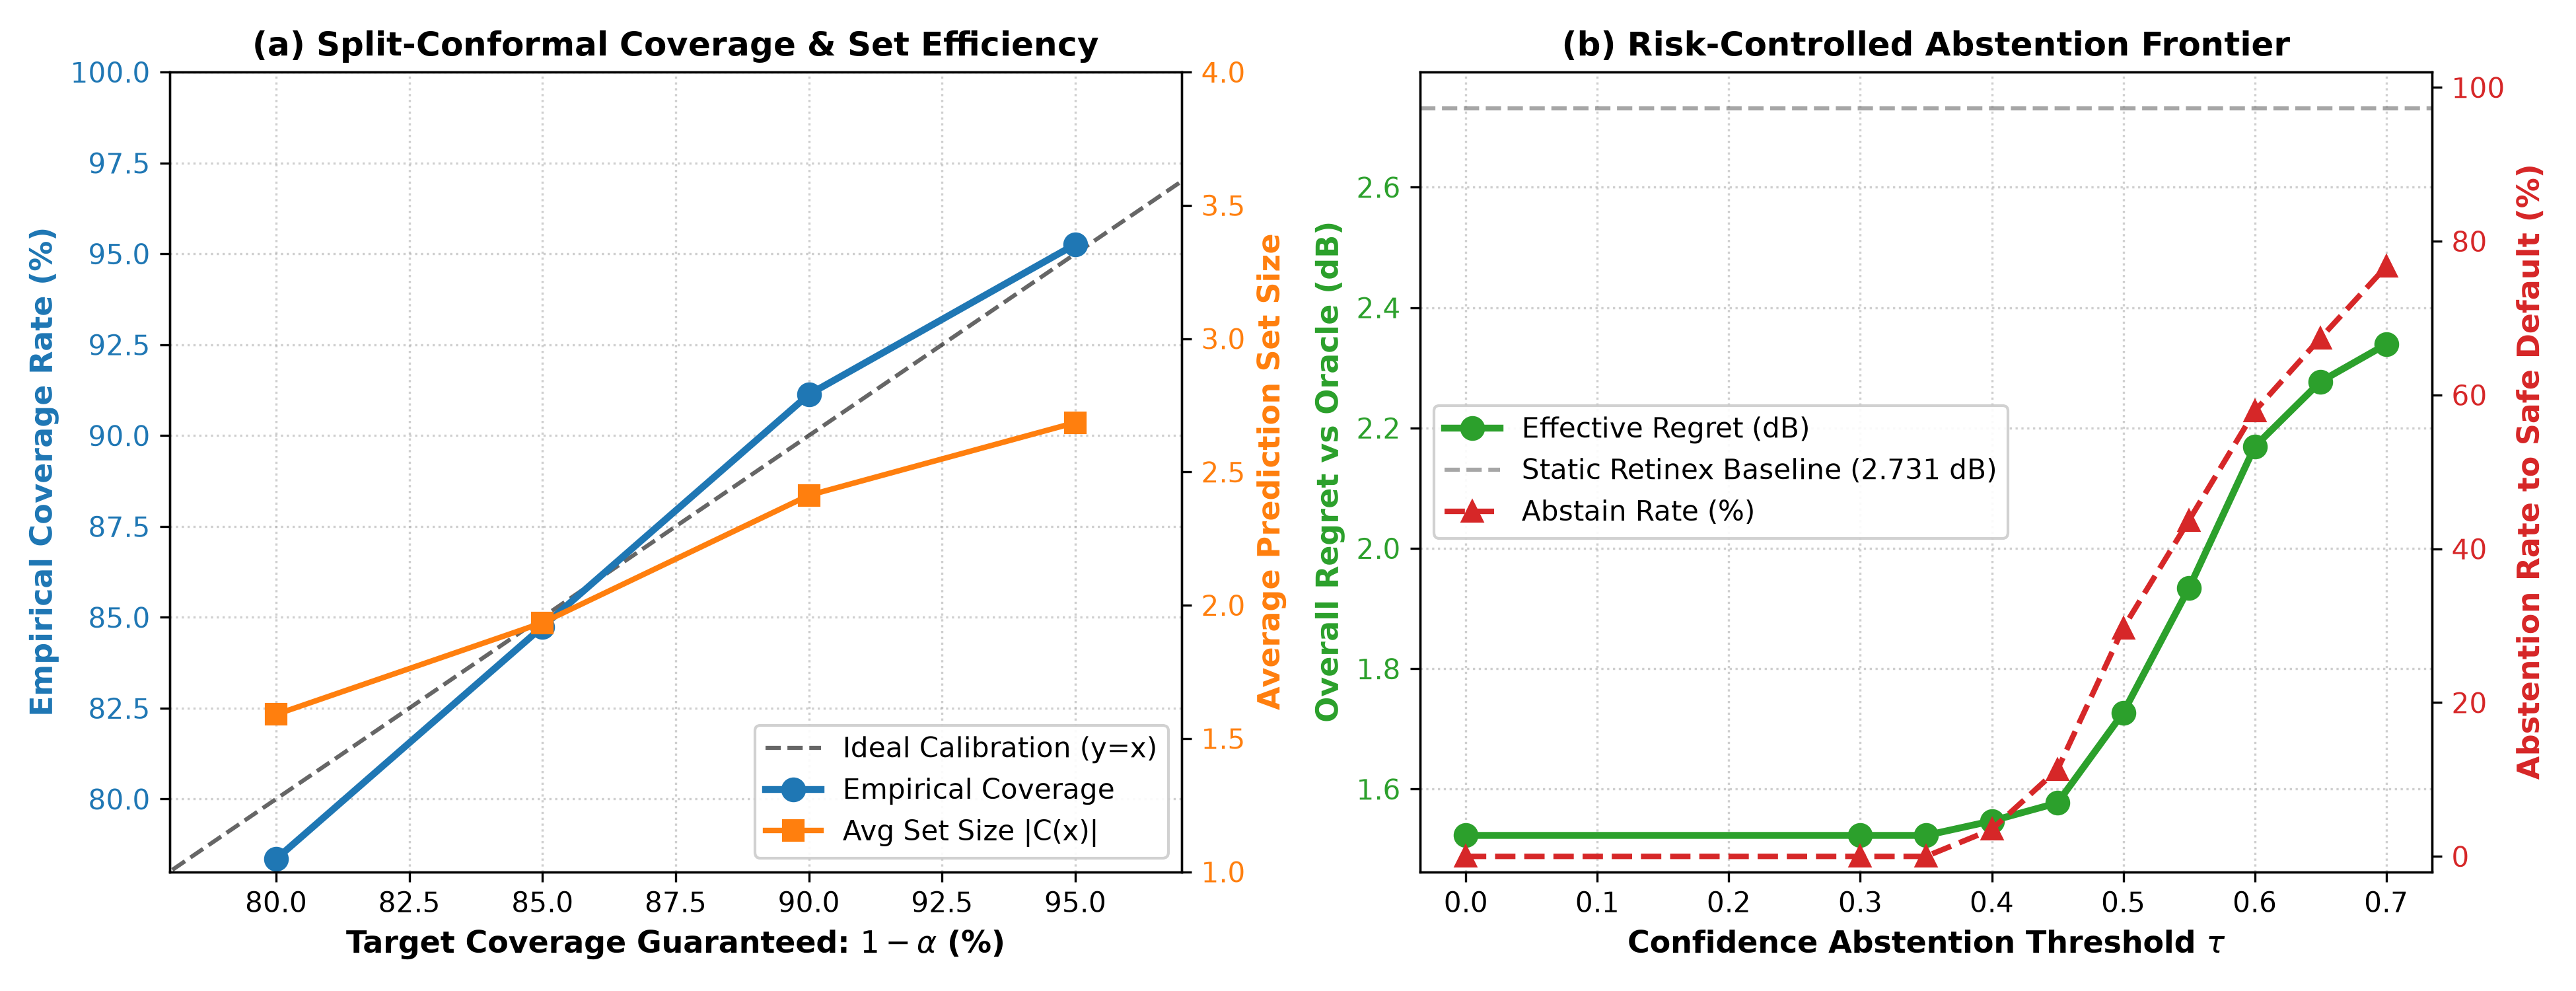 (a) Split-Conformal Coverage & Set Efficiency
100.0
97.5
95.0
92.5
90.0
87.5
85.0
82.5
80.0
Empirical Coverage Rate (%)
4.0
3.5
3.0
2.5
2.0
1.5
1.0
Average Prediction Set Size
Ideal Calibration (y=x)
Empirical Coverage
Avg Set Size |C(x)|
80.0 82.5 85.0 87.5 90.0 92.5 95.0
Target Coverage Guaranteed: 1 − α (%)
(b) Risk-Controlled Abstention Frontier
2.6
2.4
2.2
2.0
1.8
1.6
Overall Regret vs Oracle (dB)
100
80
60
40
20
0
Abstention Rate to Safe Default (%)
Effective Regret (dB)
Static Retinex Baseline (2.731 dB)
Abstain Rate (%)
0.0 0.1 0.2 0.3 0.4 0.5 0.6 0.7
Confidence Abstention Threshold τ